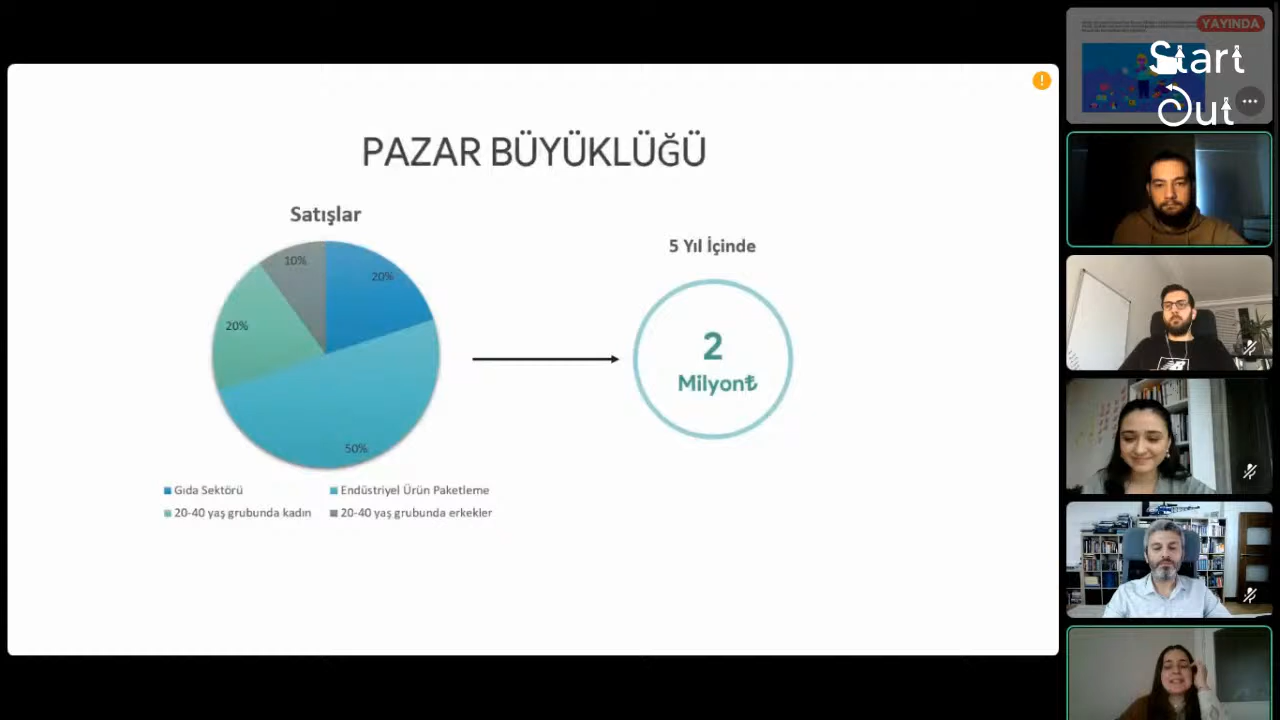 PAZAR BÜYÜKLÜĞÜ
Satışlar
10%
20%
20%
50%
Gıda Sektörü
Endüstriyel Ürün Paketleme
20-40 yaş grubunda kadın
20-40 yaş grubunda erkekler
5 Yıl İçinde
2
Milyon₺
YAYINDA
Start
Out